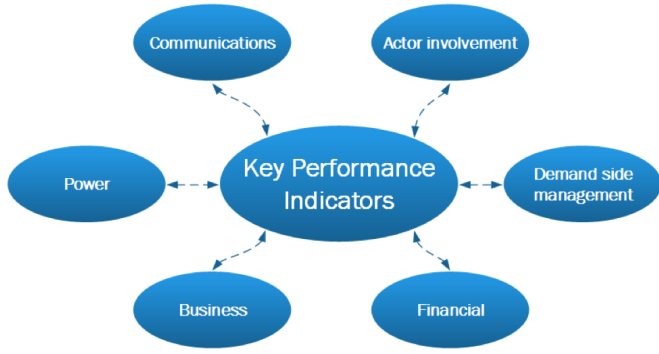 Communications
Actor involvement
Key Performance
Indicators
Power
Demand side
management
Business
Financial